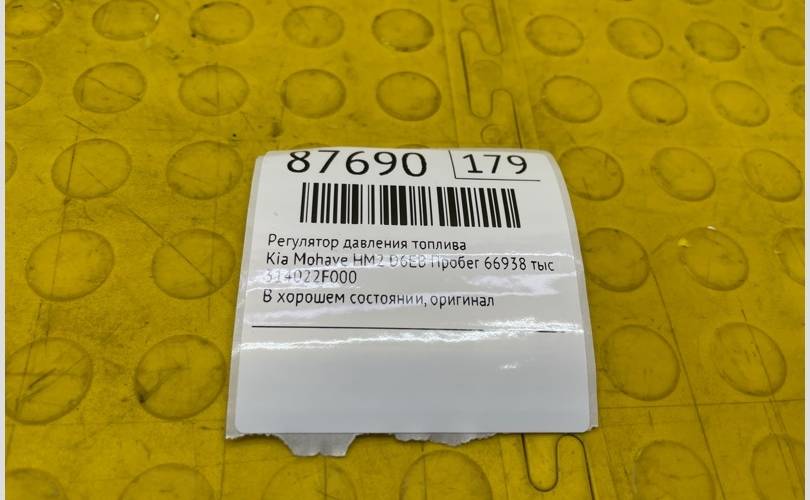 87690 179
Регулятор давления топлива
Kia Mohave HM2 D6EB Пробег 66938 тыс
314022F000
В хорошем состоянии, оригинал